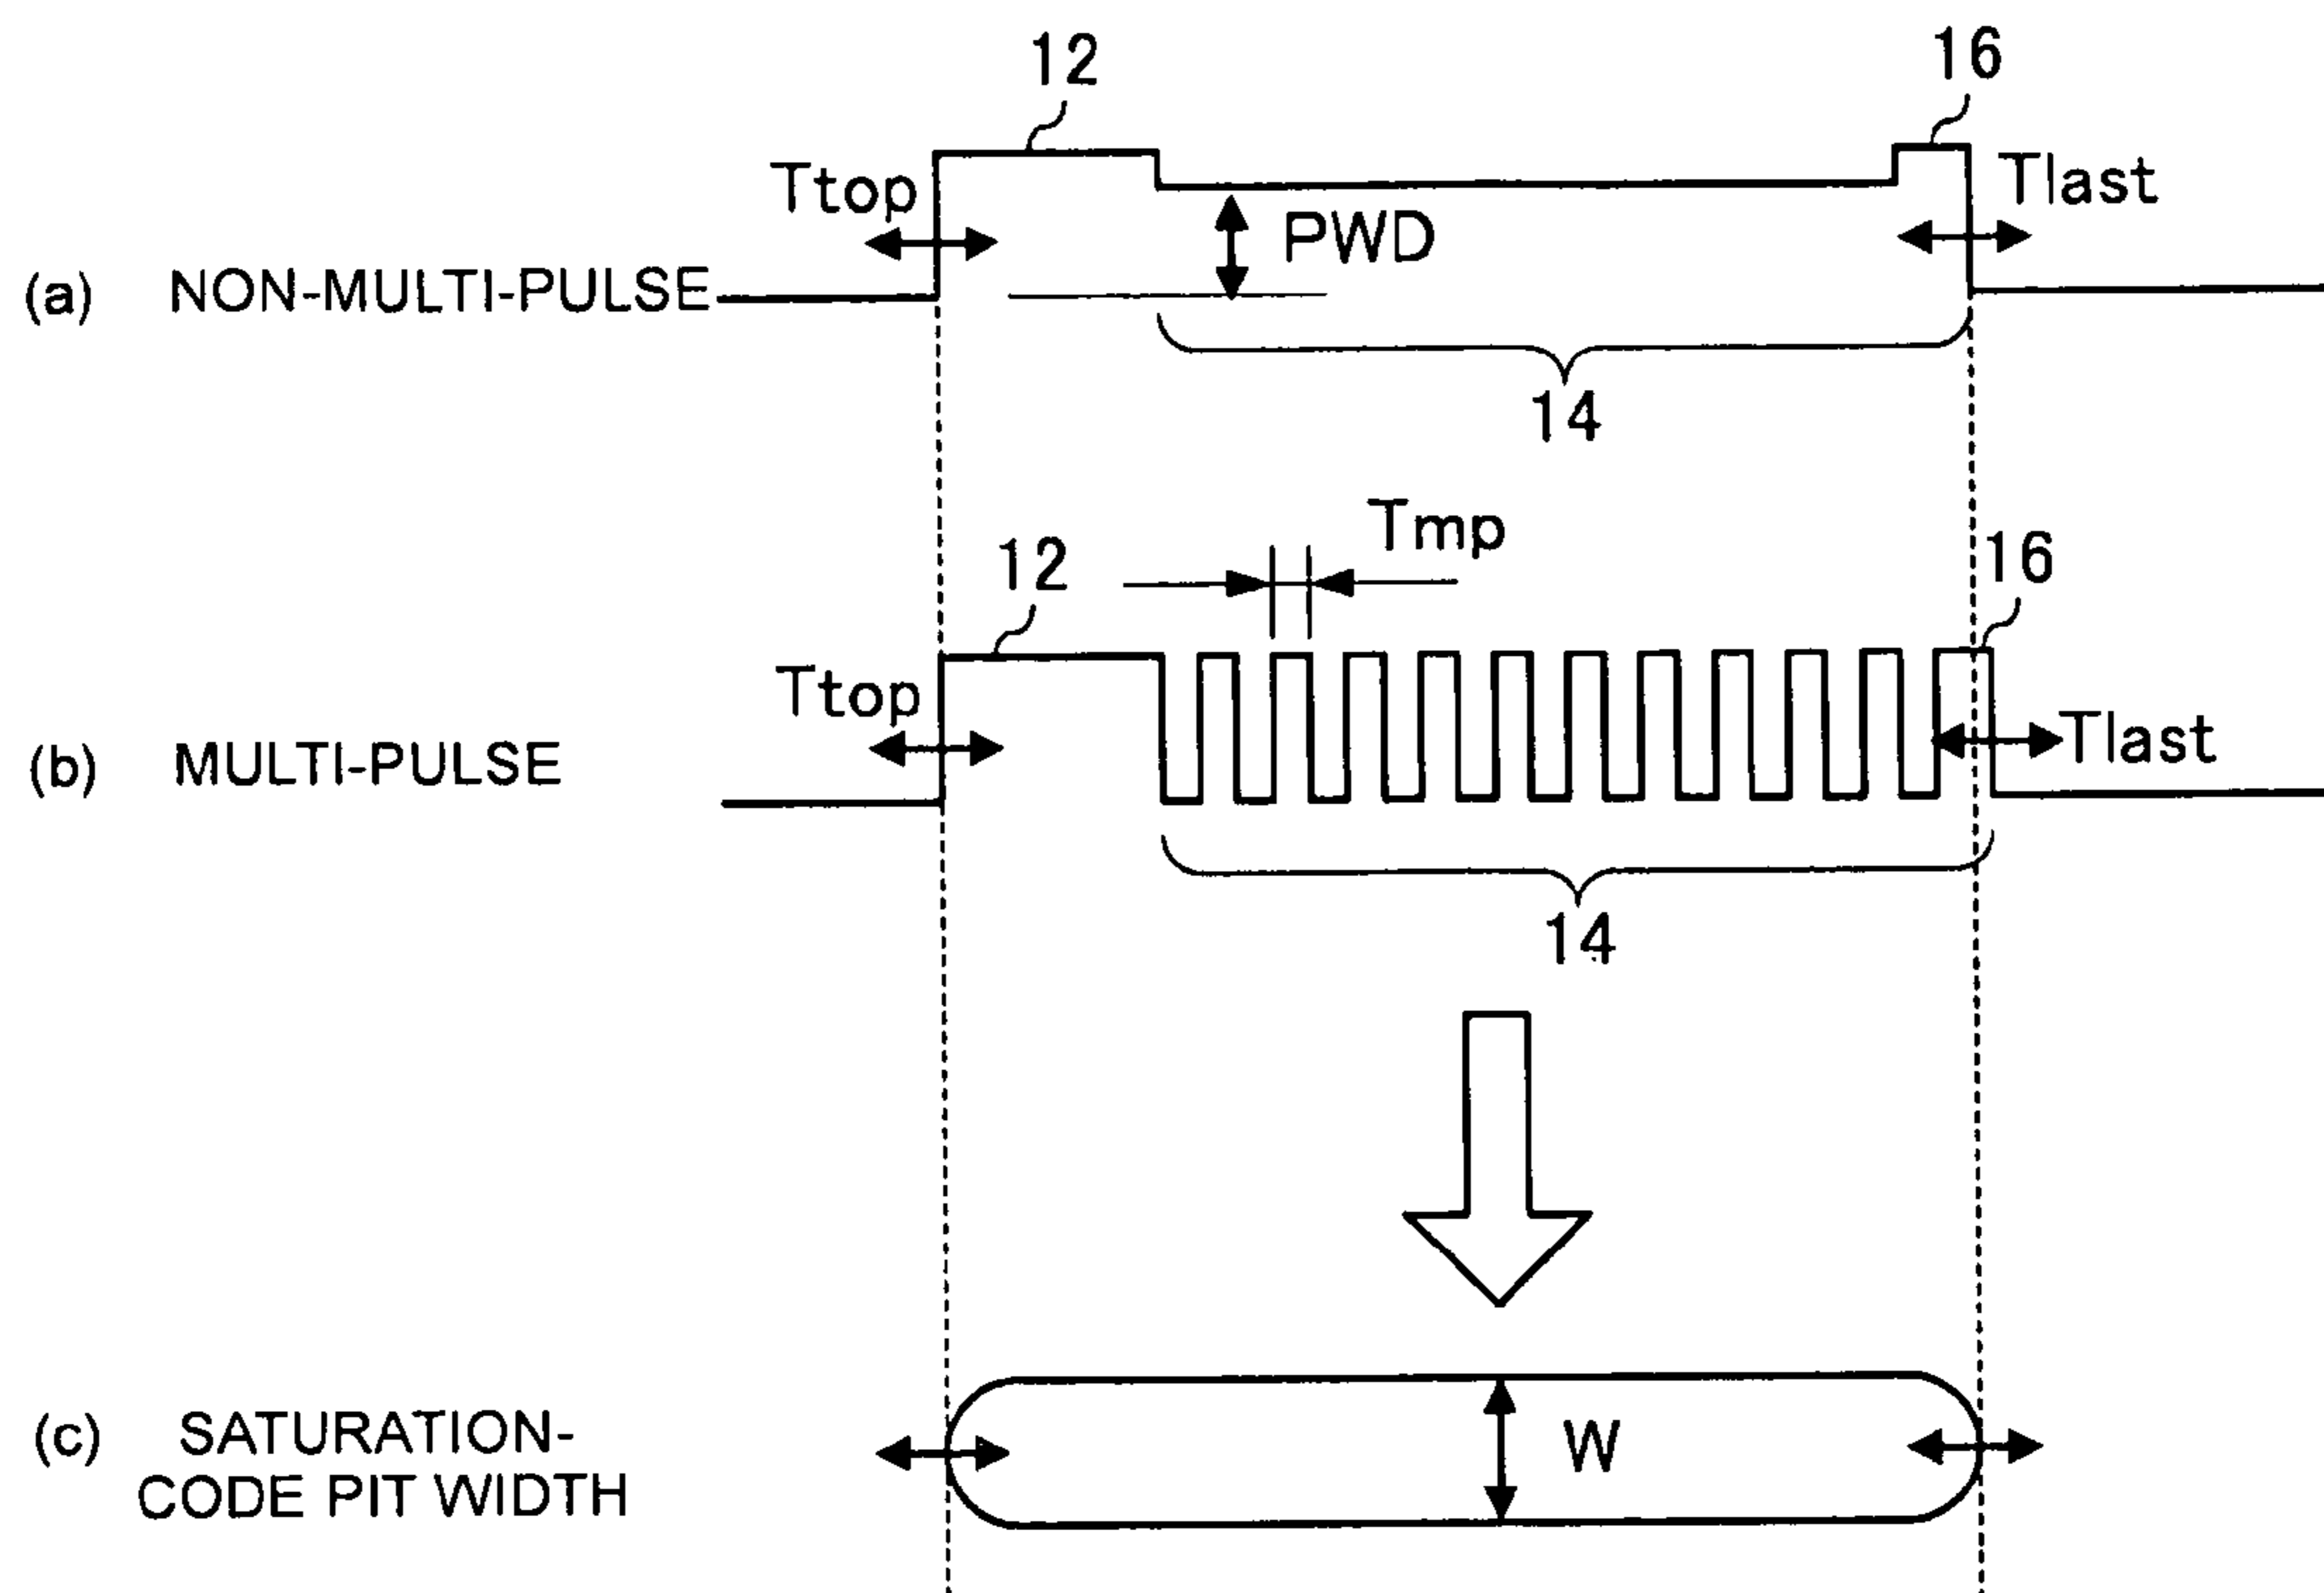 12
16
Ttop
Tlast
PWD
(a) NON-MULTI-PULSE
14
Tmp
12
16
Ttop
Tlast
(b) MULTI-PULSE
14
(c) SATURATION-
CODE PIT WIDTH
W